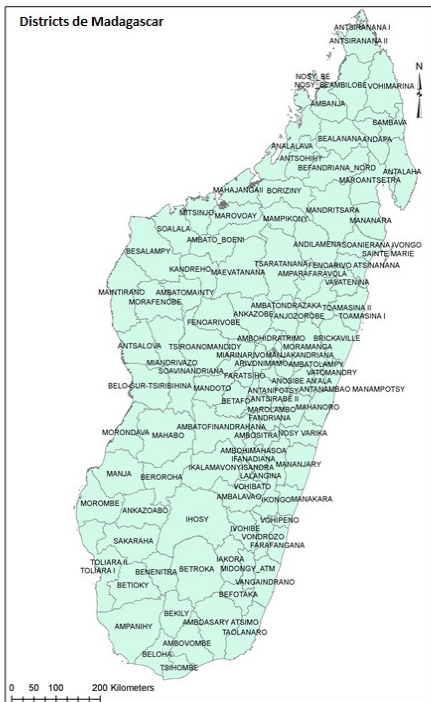 Districts de Madagascar
ANTSIRANANA I
ANTSIRANANA II
N
NOSY_BE
NOSY_BE
AMBILOBE
VOHIMARINA
AMBANJA
SAMBAVA
BEALANANA
ANDAPA
ANALALAVA
ANTSOHIHY
BEFANDRIANA_NORD
ANTALAHA
MAROANTSETRA
MAHAJANGAII
BORIZINY
MITSINJO
MAROVOAY
MAMPIKONY
MANDRITSARA
MANANARA
SOALALA
AMBATO_BOENI
ANDILAMENA
SOANIERANA IVONGO
BESALAMPY
SAINTE MARIE
KANDREHO
MAEVATANANA
TSARATANANA
FENOARIVO ATSINANANA
AMPARAFARAVOLA
VAVATENINA
MAINTIRANO
AMBATOMAINTY
MORAFENOBE
AMBATONDRAZAKA
TOAMASINA II
ANKAZOBE
ANJOZOROBE
TOAMASINA I
FENOARIVOBE
AMBOHIDRATRIMO
BRICKAVILLE
ANTSALOVA
TSIROANOMANDIDY
MORAMANGA
MIARINARIVO
MANJAKANDRIANA
MIANDRIVAZO
ARIVONIMAMO
AMBATOLAMPY
SOAVINANDRIANA
FARATSIHO
VATOMANDRY
ANOSIBE AN'ALA
BELO-SUR-TSIRIBIHINA
MANDOTO
ANTANIFOTSY
ANTANAMBAO MANAMPOTSY
BETAFO
ANTSIRABE II
MAROLAMBO
MAHANORO
FANDRIANA
MORONDAVA
MAHABO
AMBATOFINANDRAHANA
AMBOSITRA
NOSY VARIKA
AMBOHIMAHASOA
IFANADIANA
MANJA
BEROROHA
IKALAMAVONY
ISANDRA
MANANJARY
LALANGINA
VOHIBATO
MOROMBE
AMBALAVAO
IKONGO
MANAKARA
ANKAZOABO
IHOSY
VOHIPENO
IVOHIBE
SAKARAHA
VONDROZO
FARAFANGANA
TOLIARA II
IAKORA
TOLIARA I
BENENITRA
BETROKA
MIDONGY_ATM
BETIOKY
VANGAINDRANO
BEFOTAKA
BEKILY
AMPANIHY
AMBOASARY ATSIMO
TAOLANARO
AMBOVOMBE
BELOHA
TSIHOMBE
0 50 100 200 Kilometers